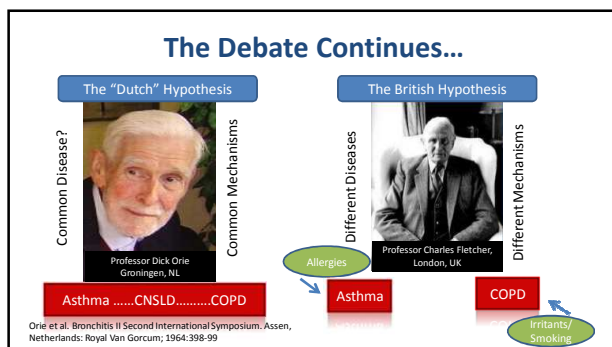 The Debate Continues…
The “Dutch” Hypothesis
Common Disease?
Common Mechanisms
Professor Dick Orie
Groningen, NL
Asthma ……CNSLD……….COPD
Orie et al. Bronchitis II Second International Symposium. Assen,
Netherlands: Royal Van Gorcum; 1964:398-99
The British Hypothesis
Different Diseases
Different Mechanisms
Professor Charles Fletcher,
London, UK
Allergies
Asthma
COPD
Irritants/
Smoking